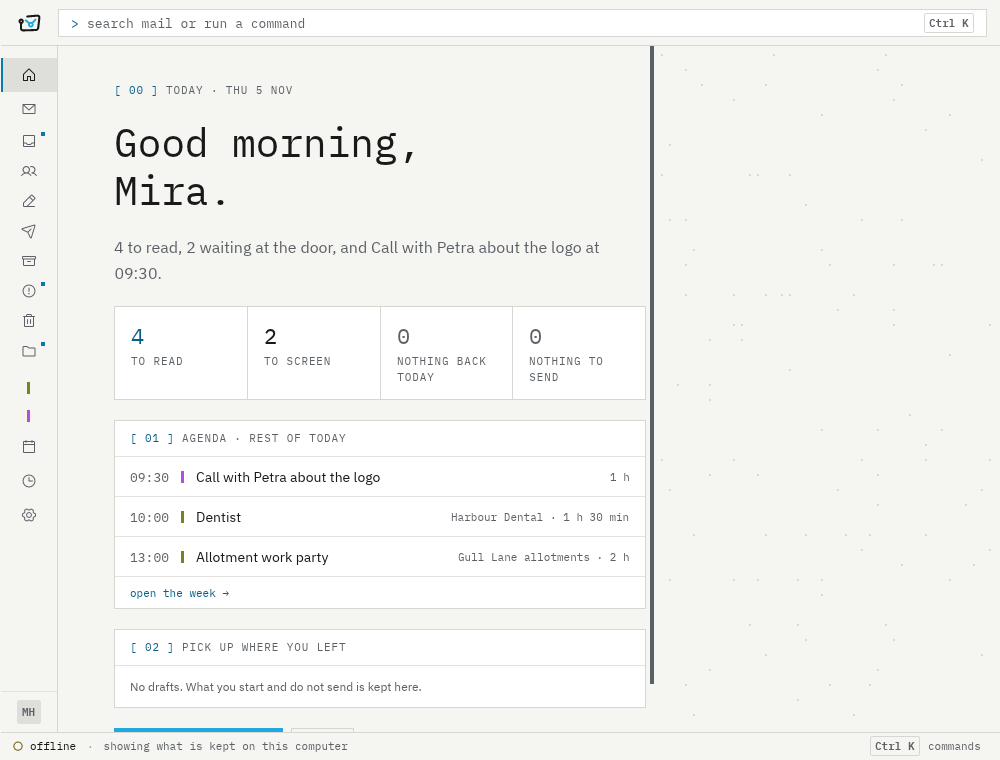 > search mail or run a command
Ctrl K
[ 00 ] TODAY · THU 5 NOV
Good morning,
Mira.
4 to read, 2 waiting at the door, and Call with Petra about the logo at
09:30.
4
TO READ
2
TO SCREEN
0
NOTHING BACK
TODAY
0
NOTHING TO
SEND
[ 01 ] AGENDA · REST OF TODAY
09:30 Call with Petra about the logo 1 h
10:00 Dentist Harbour Dental · 1 h 30 min
13:00 Allotment work party Gull Lane allotments · 2 h
open the week →
[ 02 ] PICK UP WHERE YOU LEFT
No drafts. What you start and do not send is kept here.
MH
offline · showing what is kept on this computer
Ctrl K commands